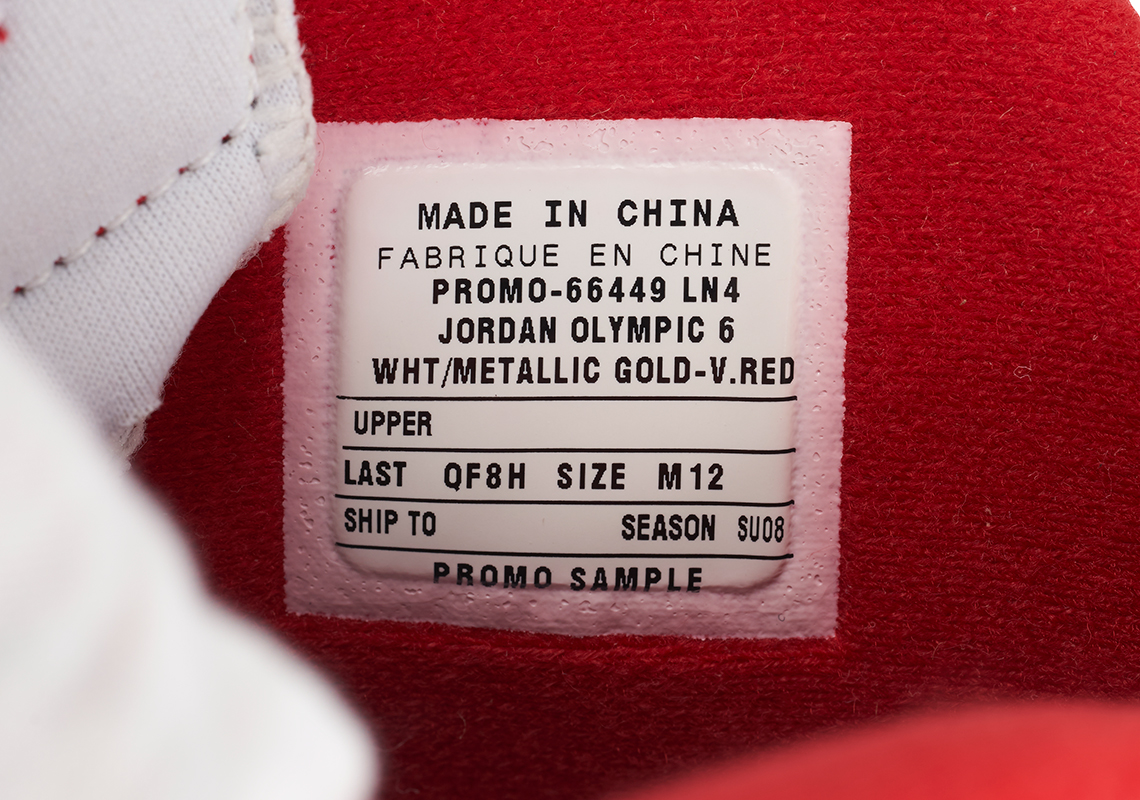 MADE IN CHINA
FABRIQUE EN CHINE
PROMO-66449 LN4
JORDAN OLYMPIC 6
WHT/METALLIC GOLD-V.RED
UPPER
LAST QF8H SIZE M12
SHIP TO SEASON SU08
PROMO SAMPLE